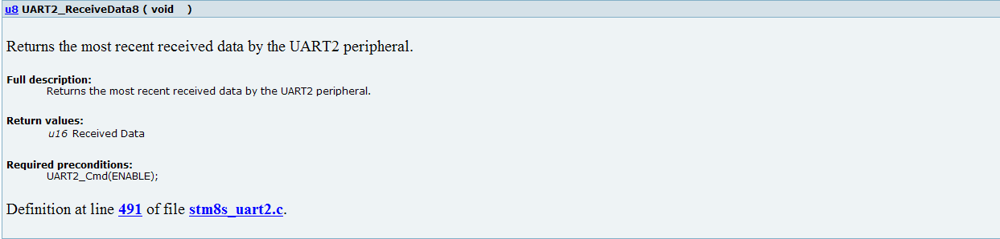 u8 UART2_ReceiveData8 ( void )
Returns the most recent received data by the UART2 peripheral.
Full description:
Returns the most recent received data by the UART2 peripheral.
Return values:
u16 Received Data
Required preconditions:
UART2_Cmd(ENABLE);
Definition at line 491 of file stm8s_uart2.c.